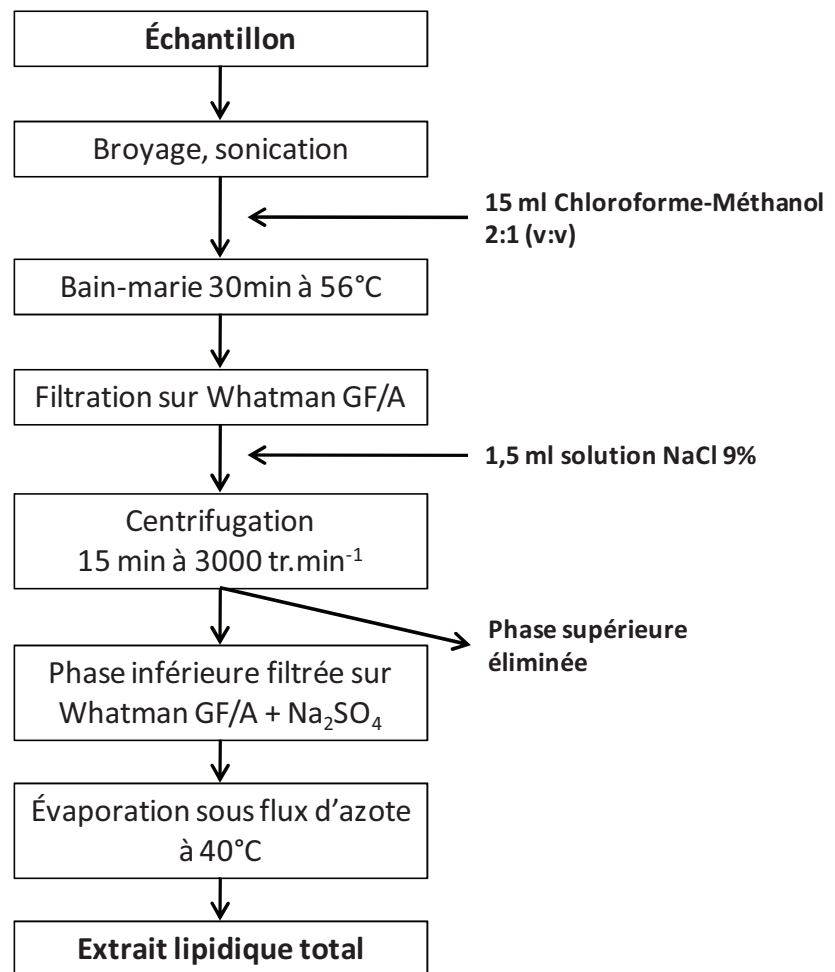 Échantillon
Broyage, sonication
15 ml Chloroforme-Méthanol
2:1 (v:v)
Bain-marie 30min à 56°C
Filtration sur Whatman GF/A
1,5 ml solution NaCl 9%
Centrifugation
15 min à 3000 tr.min⁻¹
Phase supérieure
éliminée
Phase inférieure filtrée sur
Whatman GF/A + Na₂SO₄
Évaporation sous flux d’azote
à 40°C
Extrait lipidique total